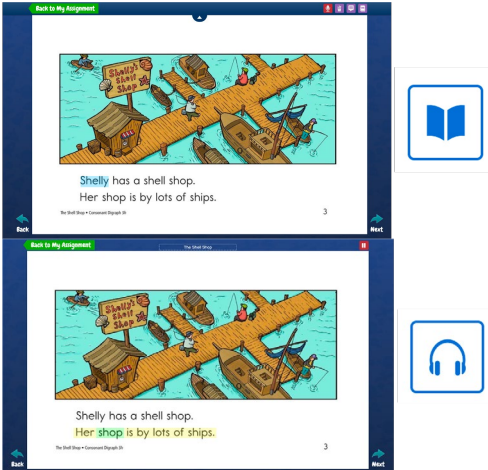 Back to My Assignment
Shelly's
Shell
Shop
Shelly has a shell shop.
Her shop is by lots of ships.
The Shell Shop • Consonant Digraph Sh
3
Back
Next
Back to My Assignment
The Shell Shop
Shelly's
Shell
Shop
Shelly has a shell shop.
Her shop is by lots of ships.
The Shell Shop • Consonant Digraph Sh
3
Back
Next